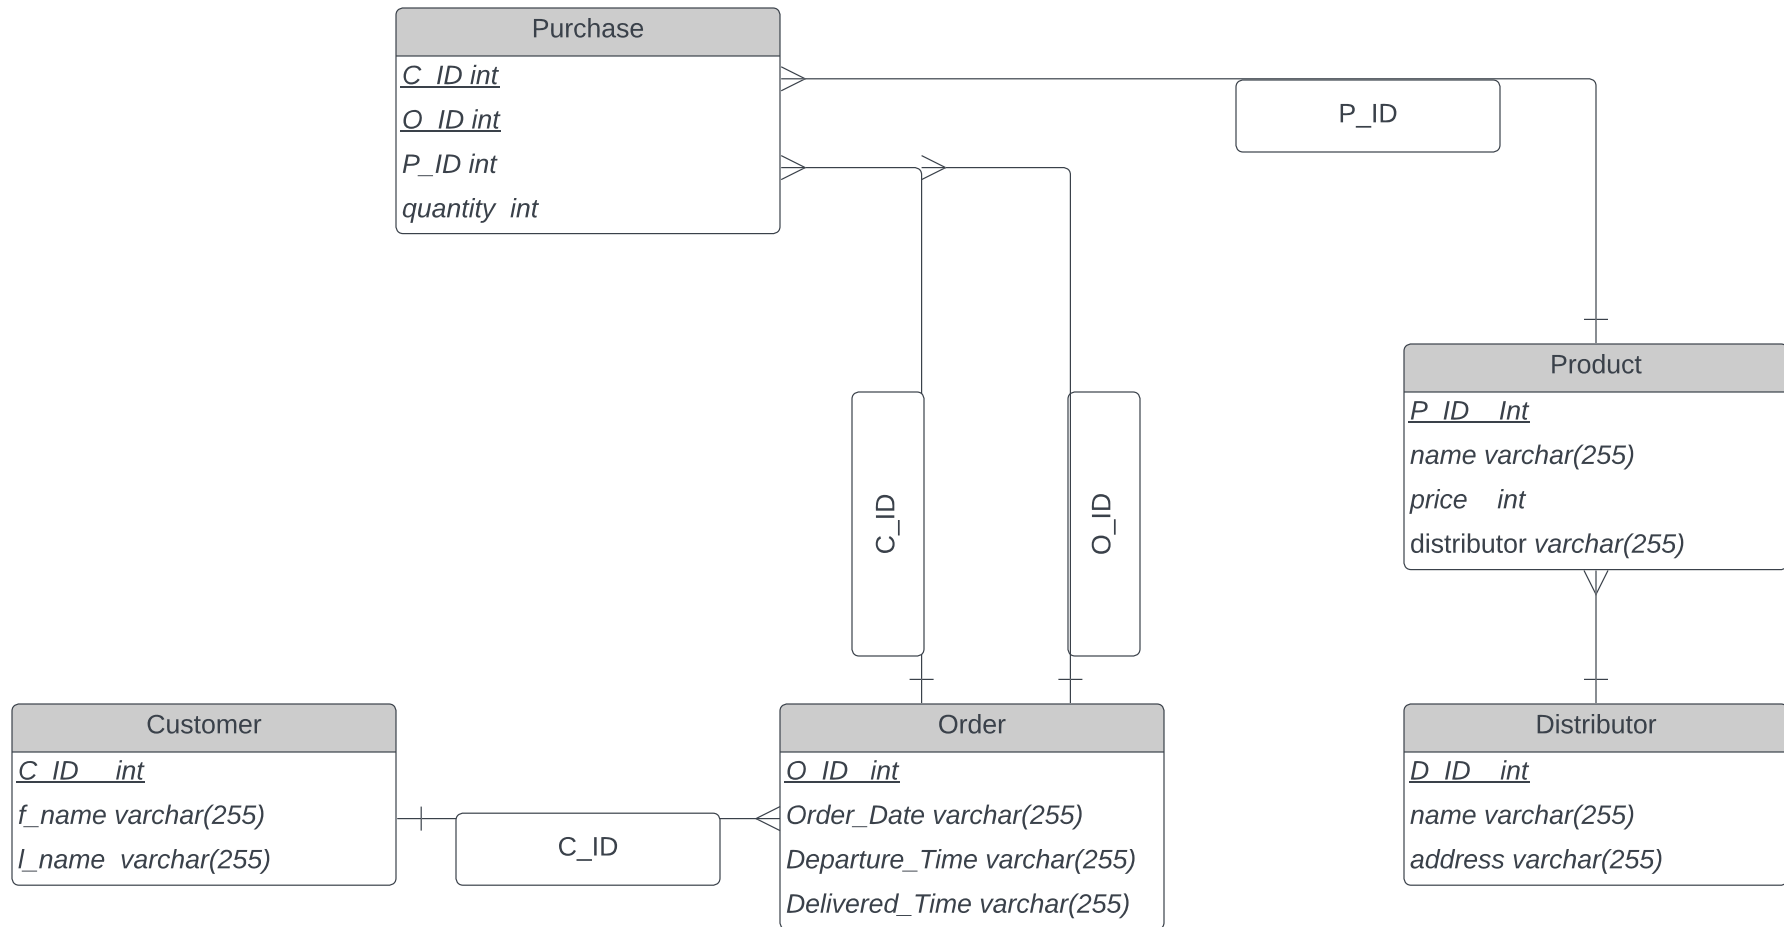 Purchase
C_ID int
O_ID int
P_ID int
quantity  int
P_ID
C_ID
O_ID
Product
P_ID    Int
name varchar(255)
price    int
distributor varchar(255)
Customer
C_ID     int
f_name varchar(255)
l_name  varchar(255)
C_ID
Order
O_ID   int
Order_Date varchar(255)
Departure_Time varchar(255)
Delivered_Time varchar(255)
Distributor
D_ID    int
name varchar(255)
address varchar(255)